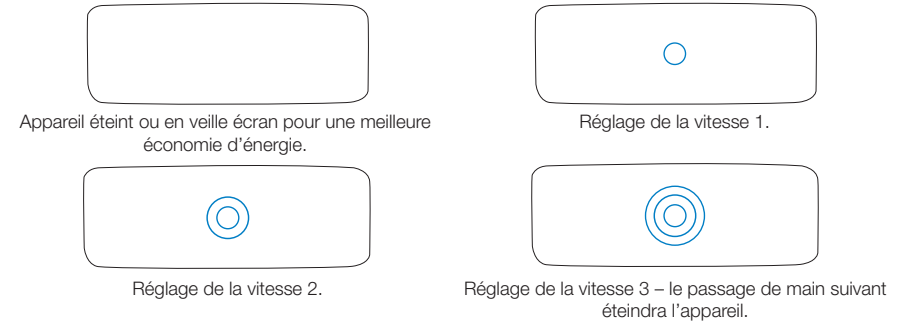 Appareil éteint ou en veille écran pour une meilleure
économie d'énergie.
Réglage de la vitesse 1.
Réglage de la vitesse 2.
Réglage de la vitesse 3 – le passage de main suivant
éteindra l'appareil.